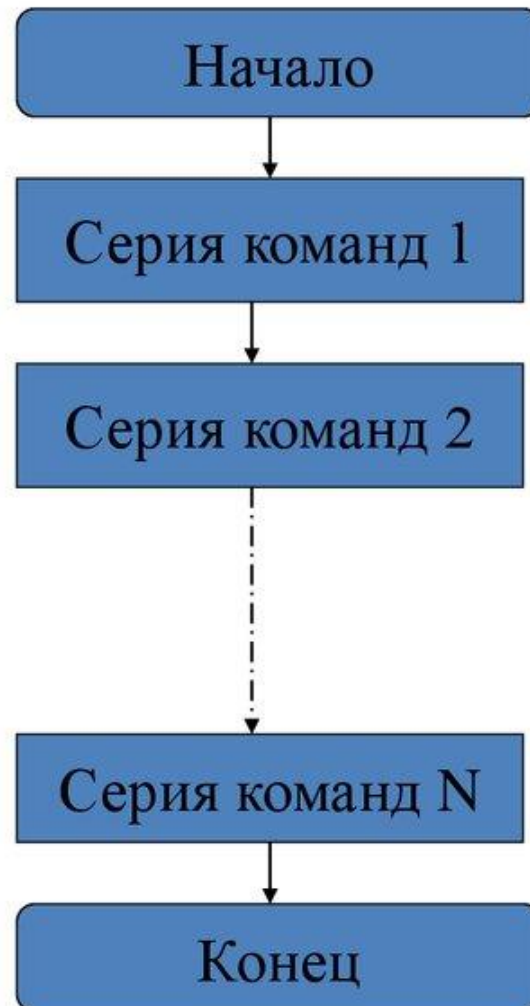 Начало
Серия команд 1
Серия команд 2
Серия команд N
Конец